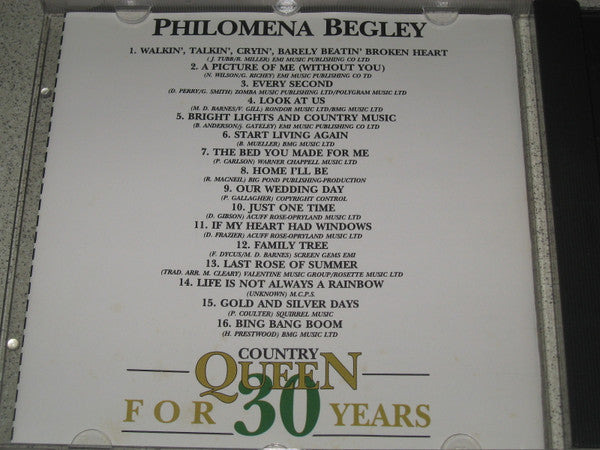 PHILOMENA BEGLEY
1. WALKIN', TALKIN', CRYIN', BARELY BEATIN' BROKEN HEART
(J. TUBB/R. MILLER) EMI MUSIC PUBLISHING CO LTD
2. A PICTURE OF ME (WITHOUT YOU)
(N. WILSON/G. RICHEY) EMI MUSIC PUBLISHING CO TD
3. EVERY SECOND
(D. PERRY/G. SMITH) ZOMBA MUSIC PUBLISHING LTD/POLYGRAM MUSIC LTD
4. LOOK AT US
(M. D. BARNES/V. GILL) RONDOR MUSIC LTD/BMG MUSIC LTD
5. BRIGHT LIGHTS AND COUNTRY MUSIC
(B. ANDERSON/J. GATELEY) EMI MUSIC PUBLISHING CO LTD
6. START LIVING AGAIN
(B. MUELLER) BMG MUSIC LTD
7. THE BED YOU MADE FOR ME
(P. CARLSON) WARNER CHAPPELL MUSIC LTD
8. HOME I'LL BE
(R. MACNEIL) BIG POND PUBLISHING-PRODUCTION
9. OUR WEDDING DAY
(P. GALLAGHER) COPYRIGHT CONTROL
10. JUST ONE TIME
(D. GIBSON) ACUFF ROSE-OPRYLAND MUSIC LTD
11. IF MY HEART HAD WINDOWS
(D. FRAZIER) ACUFF ROSE-OPRYLAND MUSIC LTD
12. FAMILY TREE
(F. DYCUS/M. D. BARNES) SCREEN GEMS EMI
13. LAST ROSE OF SUMMER
(TRAD. ARR. M. CLEARY) VALENTINE MUSIC GROUP/ROSETTE MUSIC LTD
14. LIFE IS NOT ALWAYS A RAINBOW
(UNKNOWN) M.C.P.S.
15. GOLD AND SILVER DAYS
(P. COULTER) SQUIRREL MUSIC
16. BING BANG BOOM
(H. PRESTWOOD) BMG MUSIC LTD
COUNTRY
QUEEN
FOR 30 YEARS